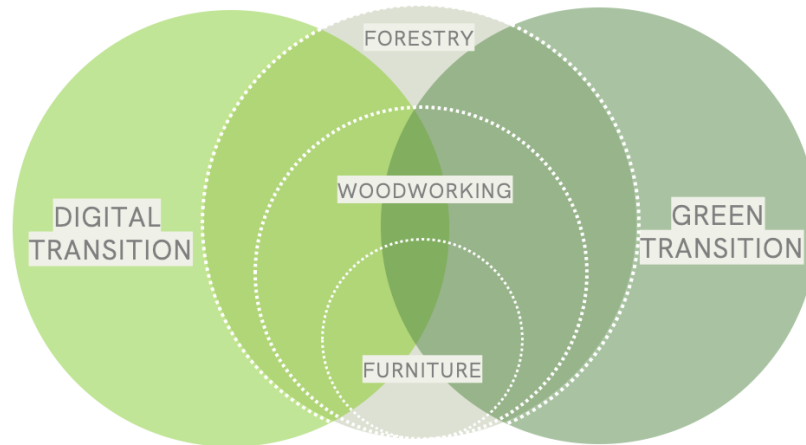 FORESTRY
WOODWORKING
DIGITAL
TRANSITION
GREEN
TRANSITION
FURNITURE